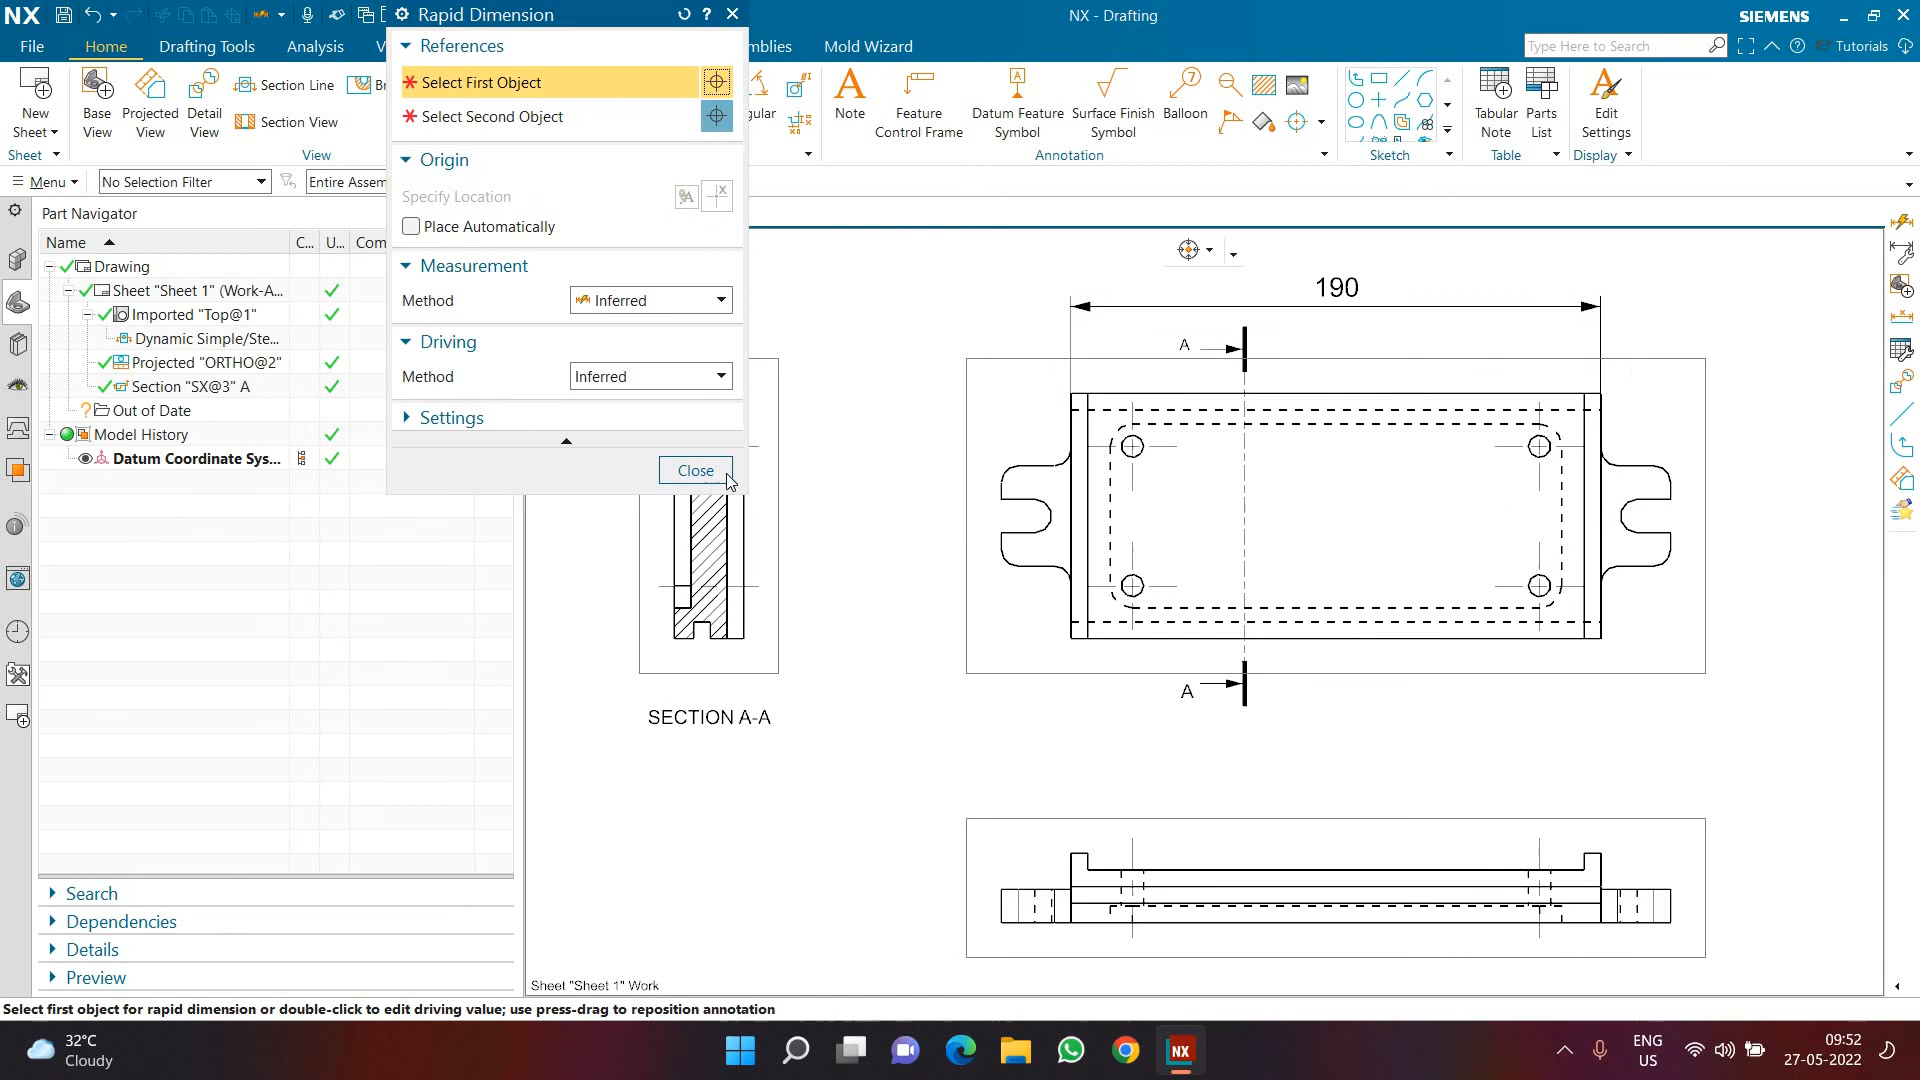 NX
Rapid Dimension
?
NX - Drafting
SIEMENS
File
Home
Drafting Tools
Analysis
V
mblies
Mold Wizard
Type Here to Search
Tutorials
New
Sheet
Base
View
Projected
View
Detail
View
Section Line
Section View
Br
gular
Note
Feature
Control Frame
Datum Feature
Symbol
Surface Finish
Symbol
Balloon
Tabular
Note
Parts
List
Edit
Settings
Sheet
View
Annotation
Sketch
Table
Display
Menu
No Selection Filter
Entire Assem
References
* Select First Object
* Select Second Object
Origin
Specify Location
Place Automatically
Measurement
Method
Inferred
Driving
Method
Inferred
Settings
Close
Part Navigator
Name
C...
U...
Com
Drawing
Sheet "Sheet 1" (Work-A...
Imported "Top@1"
Dynamic Simple/Ste...
Projected "ORTHO@2"
Section "SX@3" A
Out of Date
Model History
Datum Coordinate Sys...
Search
Dependencies
Details
Preview
190
A
A
SECTION A-A
Sheet "Sheet 1" Work
Select first object for rapid dimension or double-click to edit driving value; use press-drag to reposition annotation
32°C
Cloudy
NX
ENG
US
09:52
27-05-2022